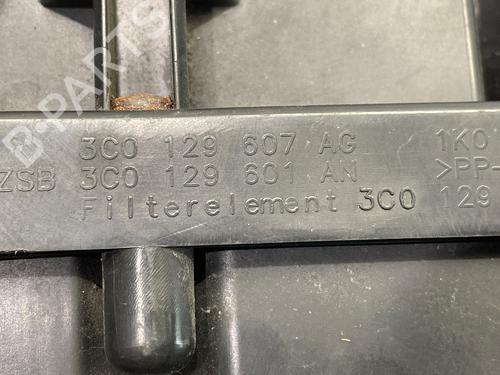 B-PARTS
3C0 129 607 AG 1K0
ZSB 3C0 129 601 AN >PP-
Filterelement 3C0 129